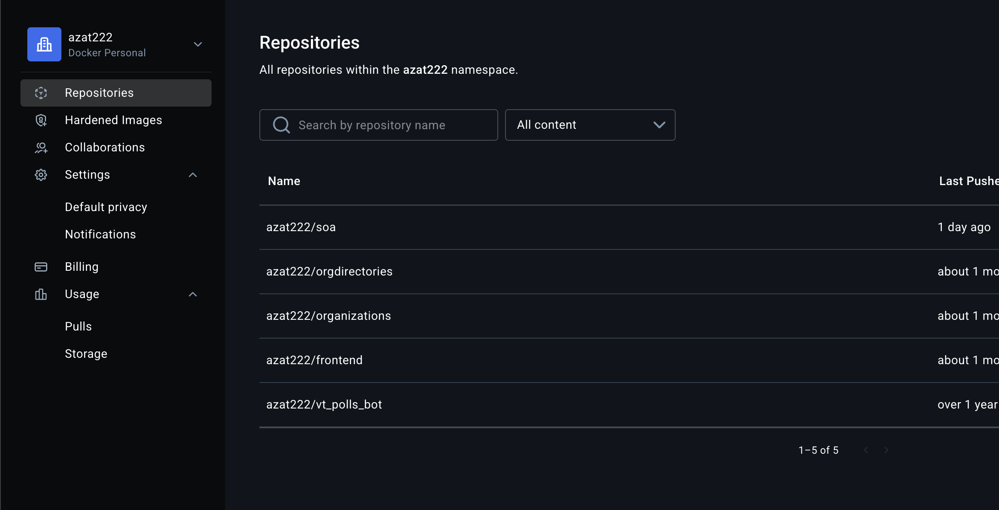 azat222
Docker Personal
Repositories
Hardened Images
Collaborations
Settings
Default privacy
Notifications
Billing
Usage
Pulls
Storage
Repositories
All repositories within the azat222 namespace.
Search by repository name
All content
Name
Last Pushe
azat222/soa
1 day ago
azat222/orgdirectories
about 1 mo
azat222/organizations
about 1 mo
azat222/frontend
about 1 mo
azat222/vt_polls_bot
over 1 year
1–5 of 5